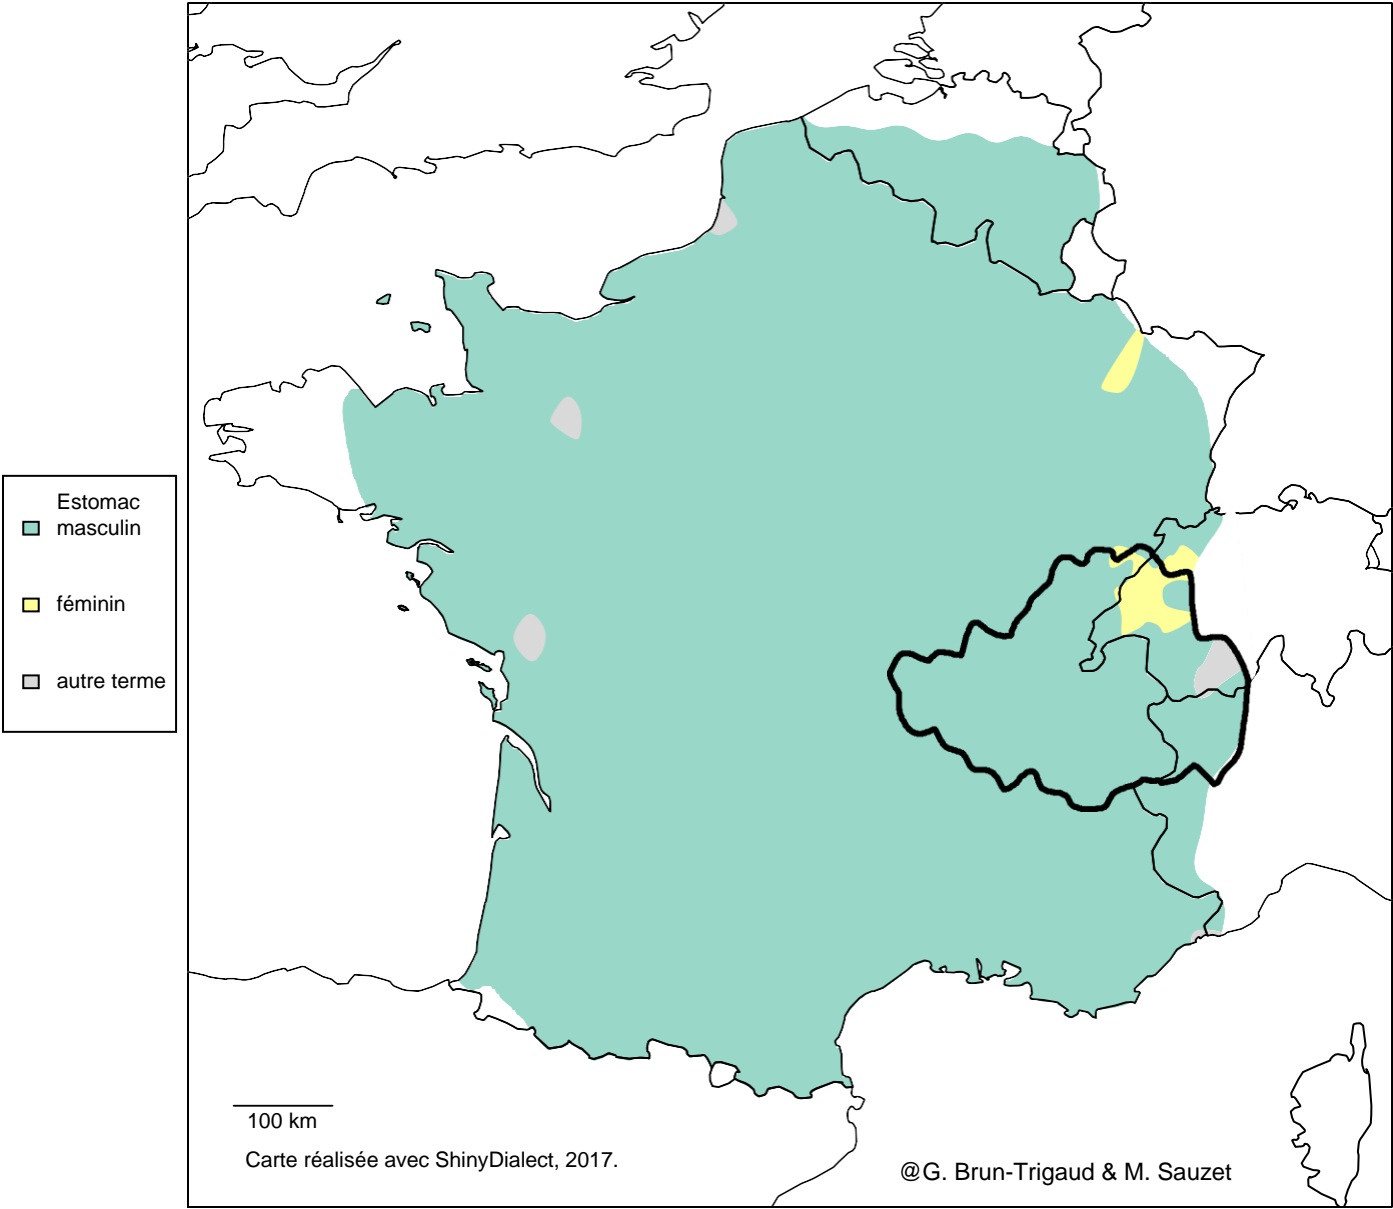 Estomac
masculin
féminin
autre terme
100 km
Carte réalisée avec ShinyDialect, 2017.
@G. Brun-Trigaud & M. Sauzet